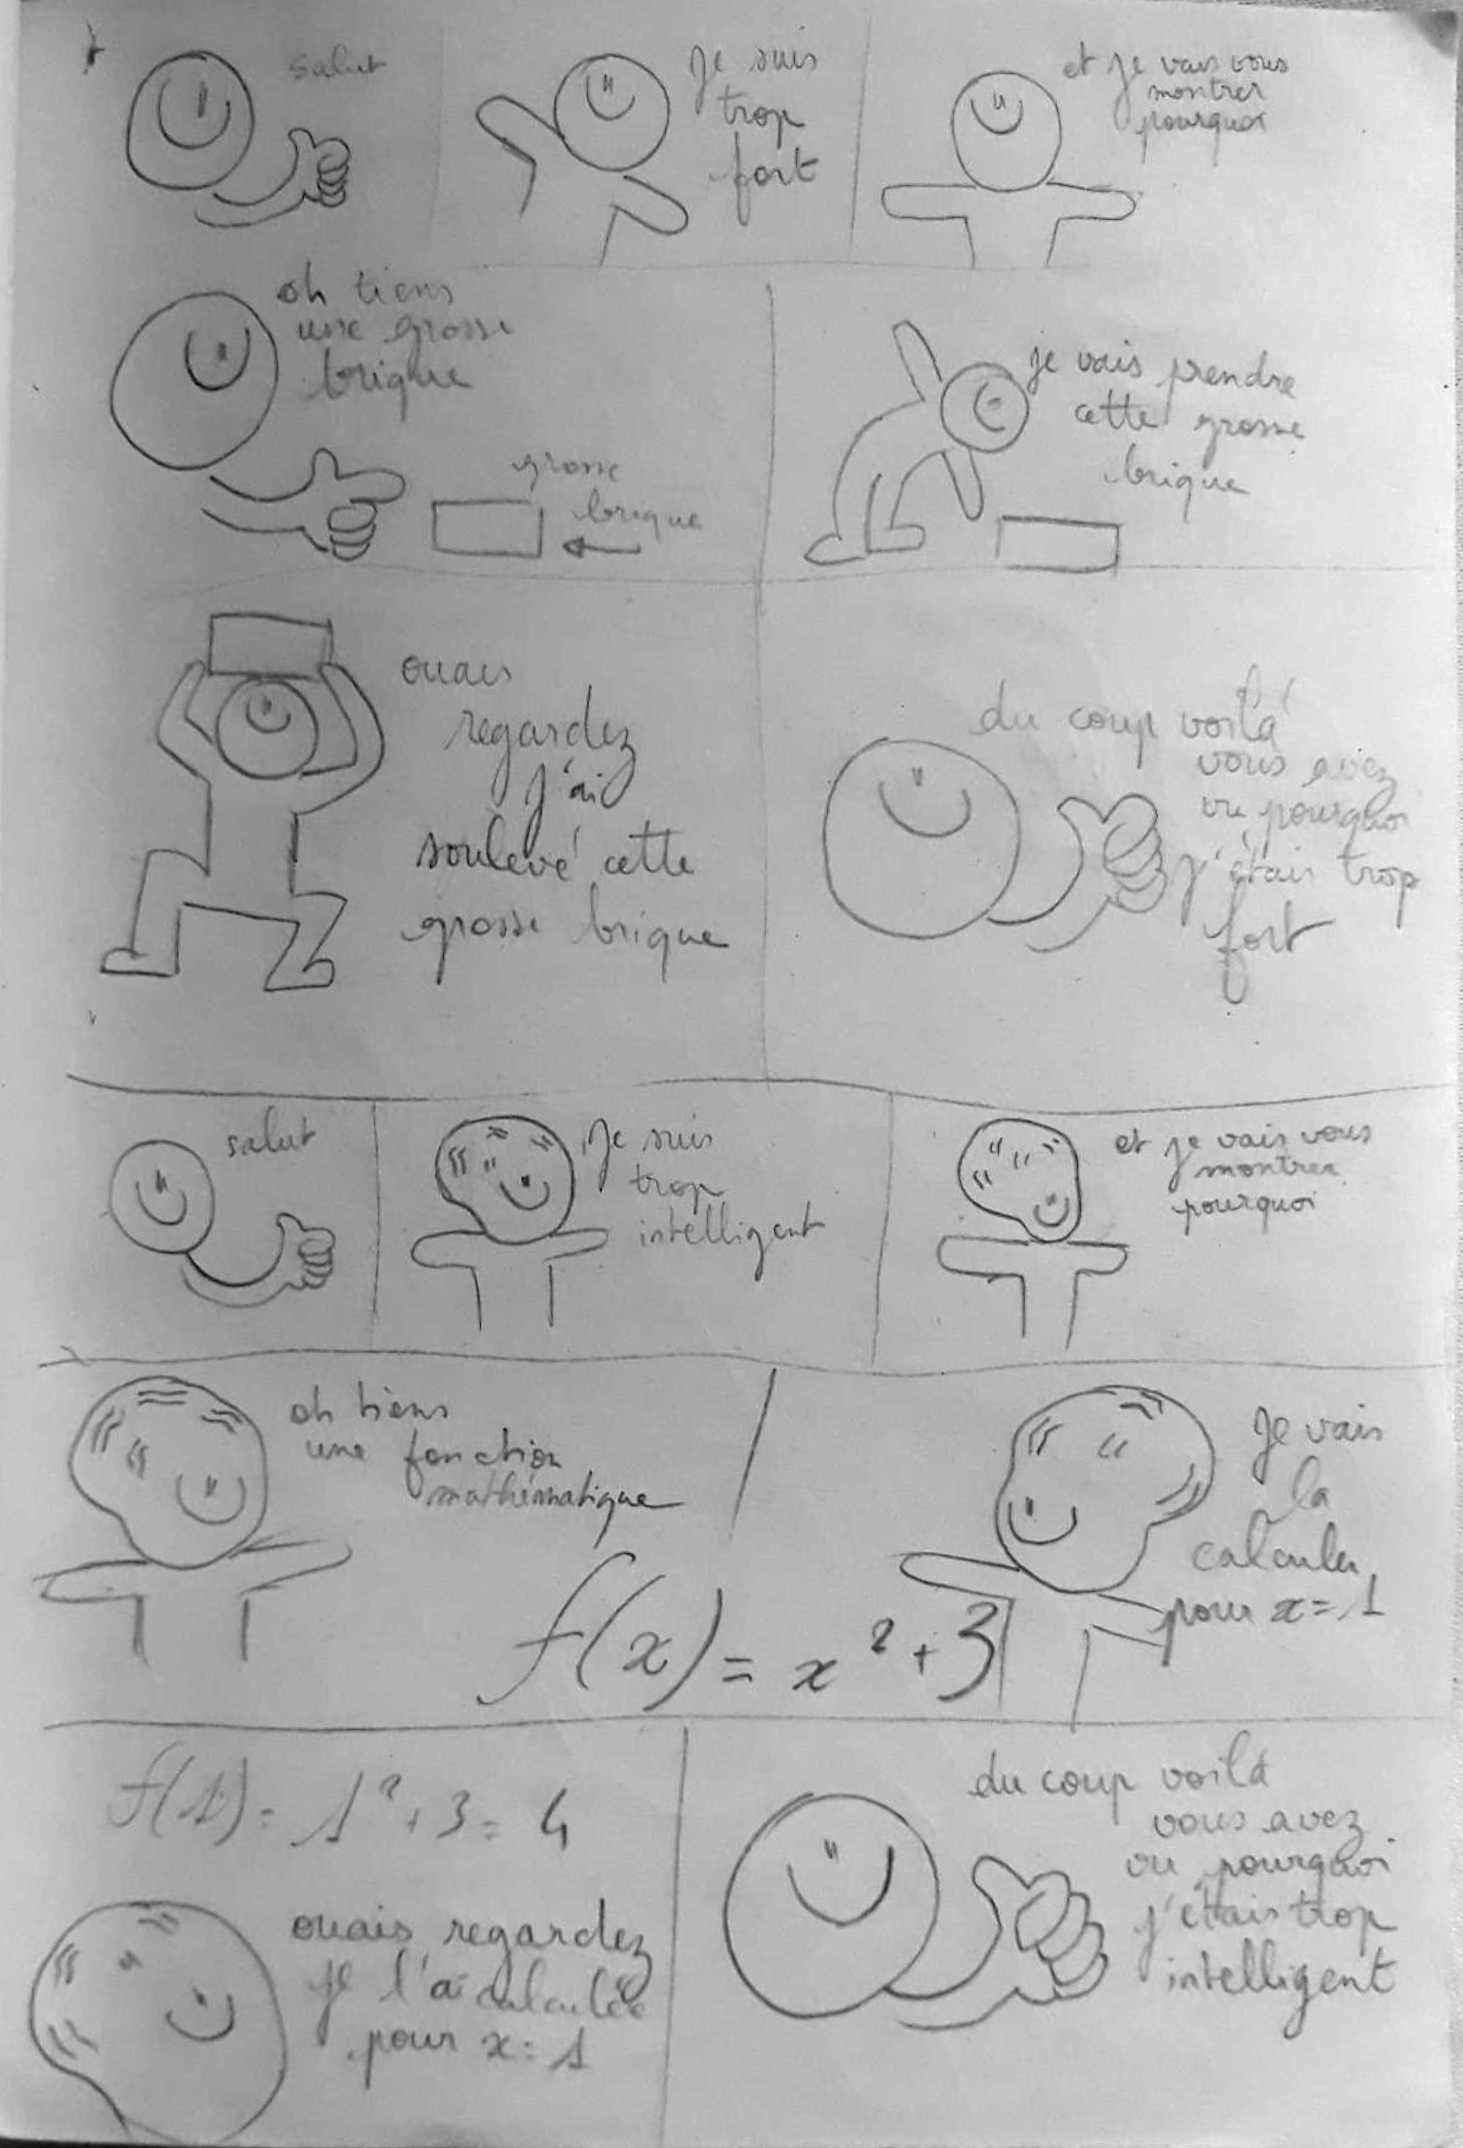 salut
je suis
trop
fort
et je vais vous
montrer
pourquoi
oh tiens
une grosse
brique
grosse
brique
je vais prendre
cette grosse
brique
ouais
regardez
j'ai
soulevé cette
grosse brique
du coup voilà
vous avez
vu pourquoi
j'étais trop
fort
salut
je suis
trop
intelligent
et je vais vous
montrer
pourquoi
oh tiens
une fonction
mathématique
f(x) = x² + 3
je vais
la
calculer
pour x = 1
f(1) = 1² + 3 = 4
ouais regardez
je l'ai calculée
pour x = 1
du coup voilà
vous avez
vu pourquoi
j'étais trop
intelligent